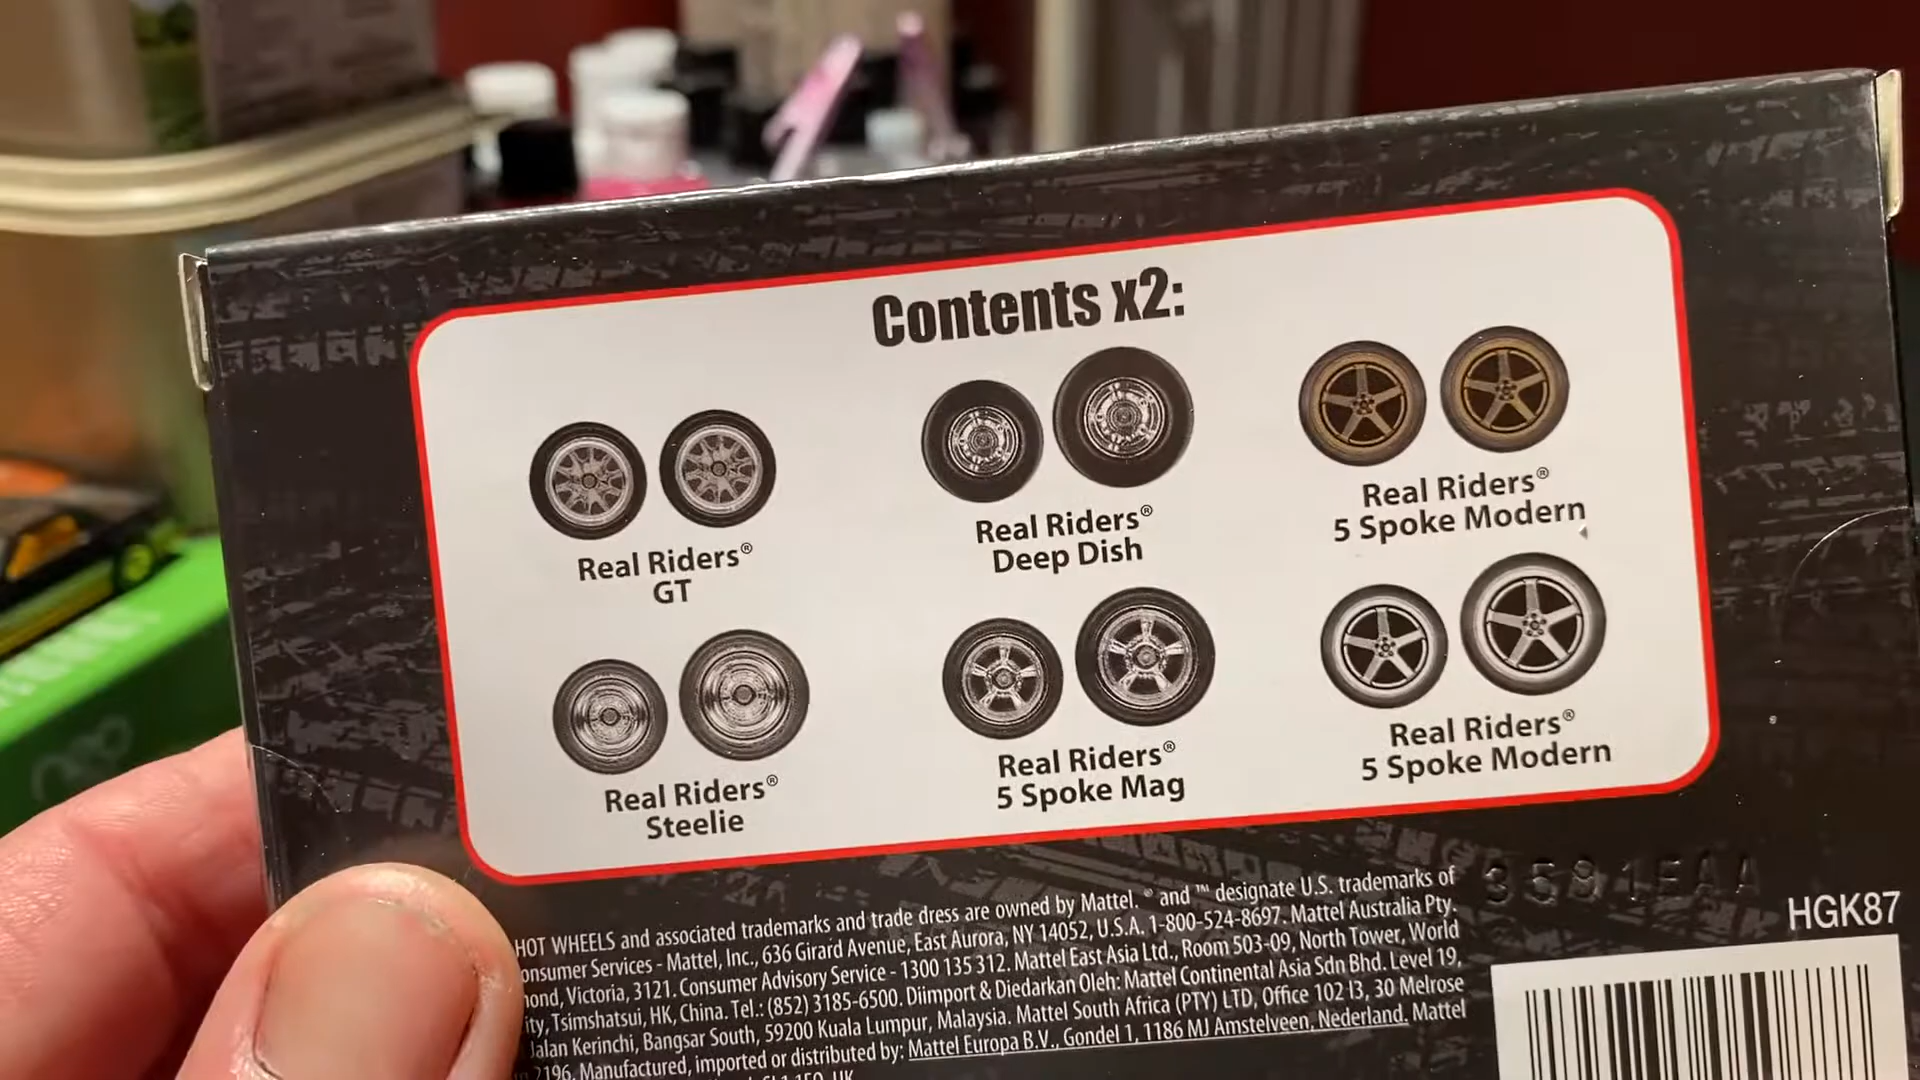 Contents x2:
Real Riders®
GT
Real Riders®
Deep Dish
Real Riders®
5 Spoke Modern
Real Riders®
Steelie
Real Riders®
5 Spoke Mag
Real Riders®
5 Spoke Modern
HOT WHEELS and associated trademarks and trade dress are owned by Mattel. ® and ™ designate U.S. trademarks of
onsumer Services - Mattel, Inc., 636 Girard Avenue, East Aurora, NY 14052, U.S.A. 1-800-524-8697. Mattel Australia Pty.
mond, Victoria, 3121. Consumer Advisory Service - 1300 135 312. Mattel East Asia Ltd., Room 503-09, North Tower, World
ity, Tsimshatsui, HK, China. Tel.: (852) 3185-6500. Diimport & Diedarkan Oleh: Mattel Continental Asia Sdn Bhd. Level 19,
Jalan Kerinchi, Bangsar South, 59200 Kuala Lumpur, Malaysia. Mattel South Africa (PTY) LTD, Office 102 I3, 30 Melrose
2196. Manufactured, imported or distributed by: Mattel Europa B.V., Gondel 1, 1186 MJ Amstelveen, Nederland. Mattel
3591FAA
HGK87